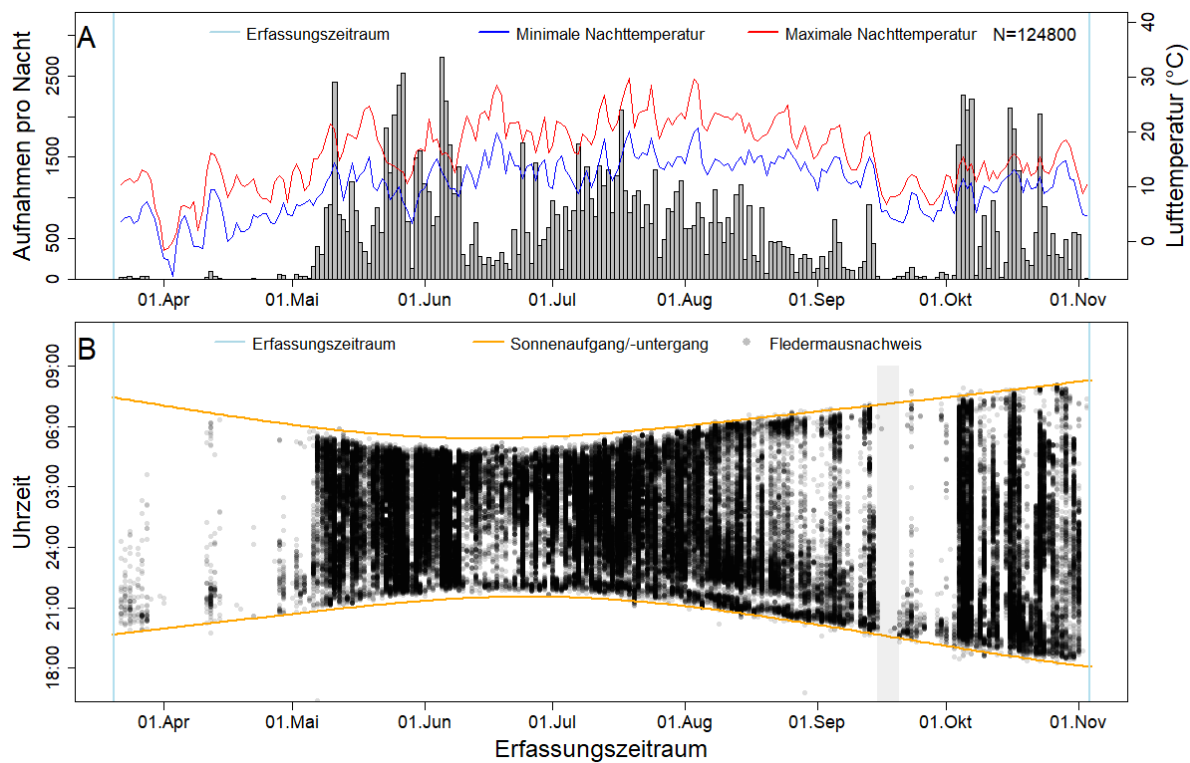 A
Erfassungszeitraum
Minimale Nachttemperatur
Maximale Nachttemperatur
N=124800
Aufnahmen pro Nacht
0
500
1500
2500
Lufttemperatur (°C)
0
10
20
30
40
01.Apr
01.Mai
01.Jun
01.Jul
01.Aug
01.Sep
01.Okt
01.Nov
B
Erfassungszeitraum
Sonnenaufgang/-untergang
Fledermausnachweis
Uhrzeit
09:00
06:00
03:00
24:00
21:00
18:00
01.Apr
01.Mai
01.Jun
01.Jul
01.Aug
01.Sep
01.Okt
01.Nov
Erfassungszeitraum